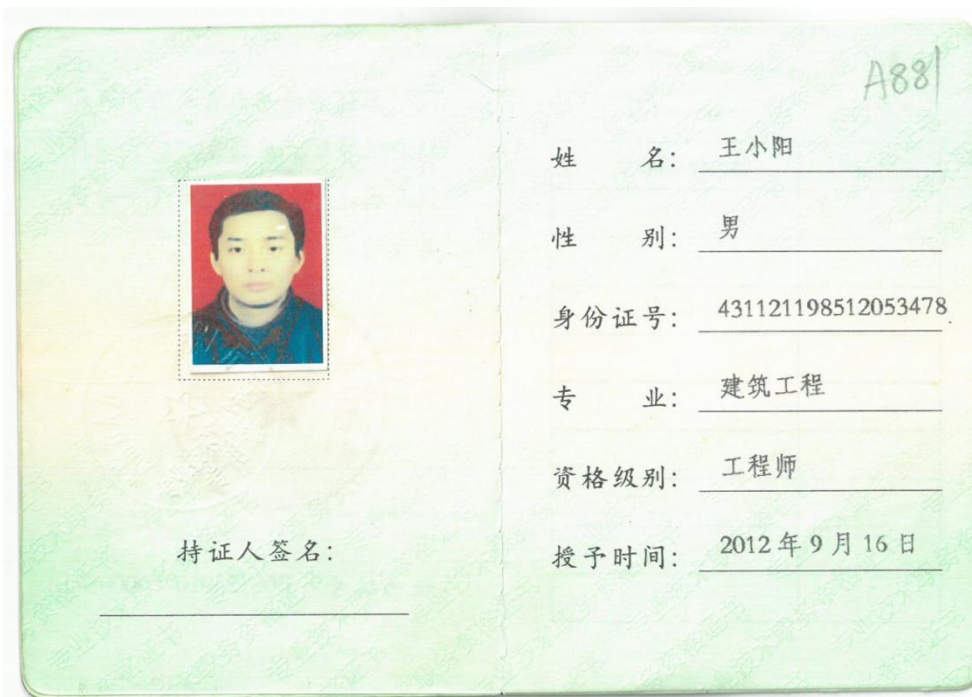 A881
姓 名: 王小阳
性 别: 男
身份证号: 431121198512053478
专 业: 建筑工程
资格级别: 工程师
授予时间: 2012年9月16日
持证人签名: